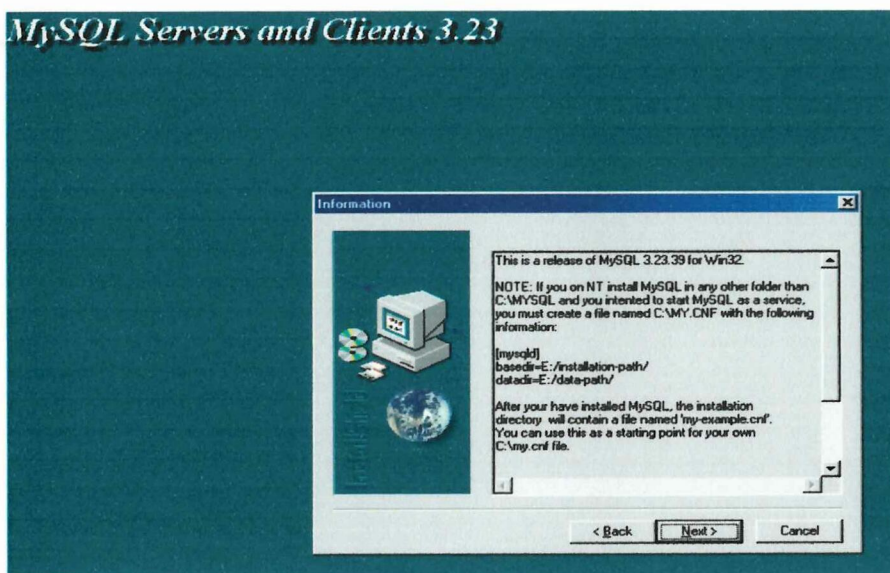 MySQL Servers and Clients 3.23
Information
This is a release of MySQL 3.23.39 for Win32.
NOTE: If you on NT install MySQL in any other folder than
C:\MYSQL and you intented to start MySQL as a service,
you must create a file named C:\MY.CNF with the following
information:
[mysqld]
basedir=E:/installation-path/
datadir=E:/data-path/
After your have installed MySQL, the installation
directory will contain a file named 'my-example.cnf'.
You can use this as a starting point for your own
C:\my.cnf file.
< Back
Next >
Cancel